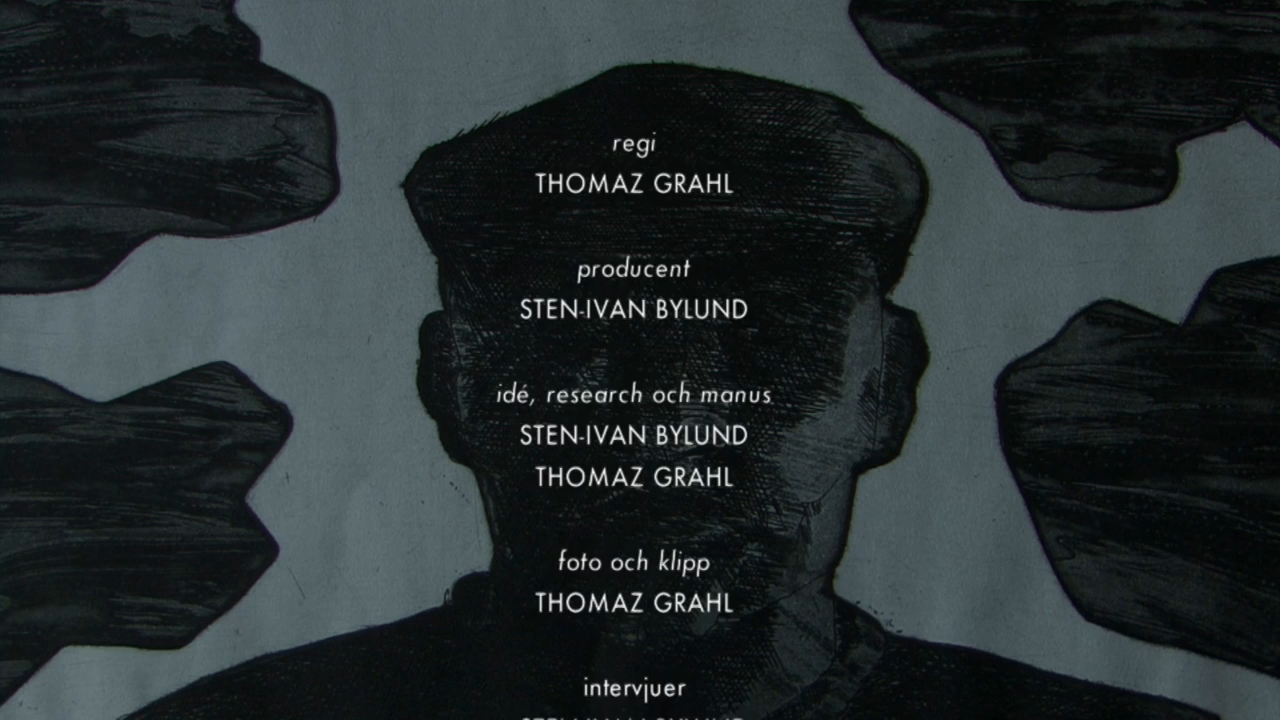 regi
THOMAZ GRAHL
producent
STEN-IVAN BYLUND
idé, research och manus
STEN-IVAN BYLUND
THOMAZ GRAHL
foto och klipp
THOMAZ GRAHL
intervjuer